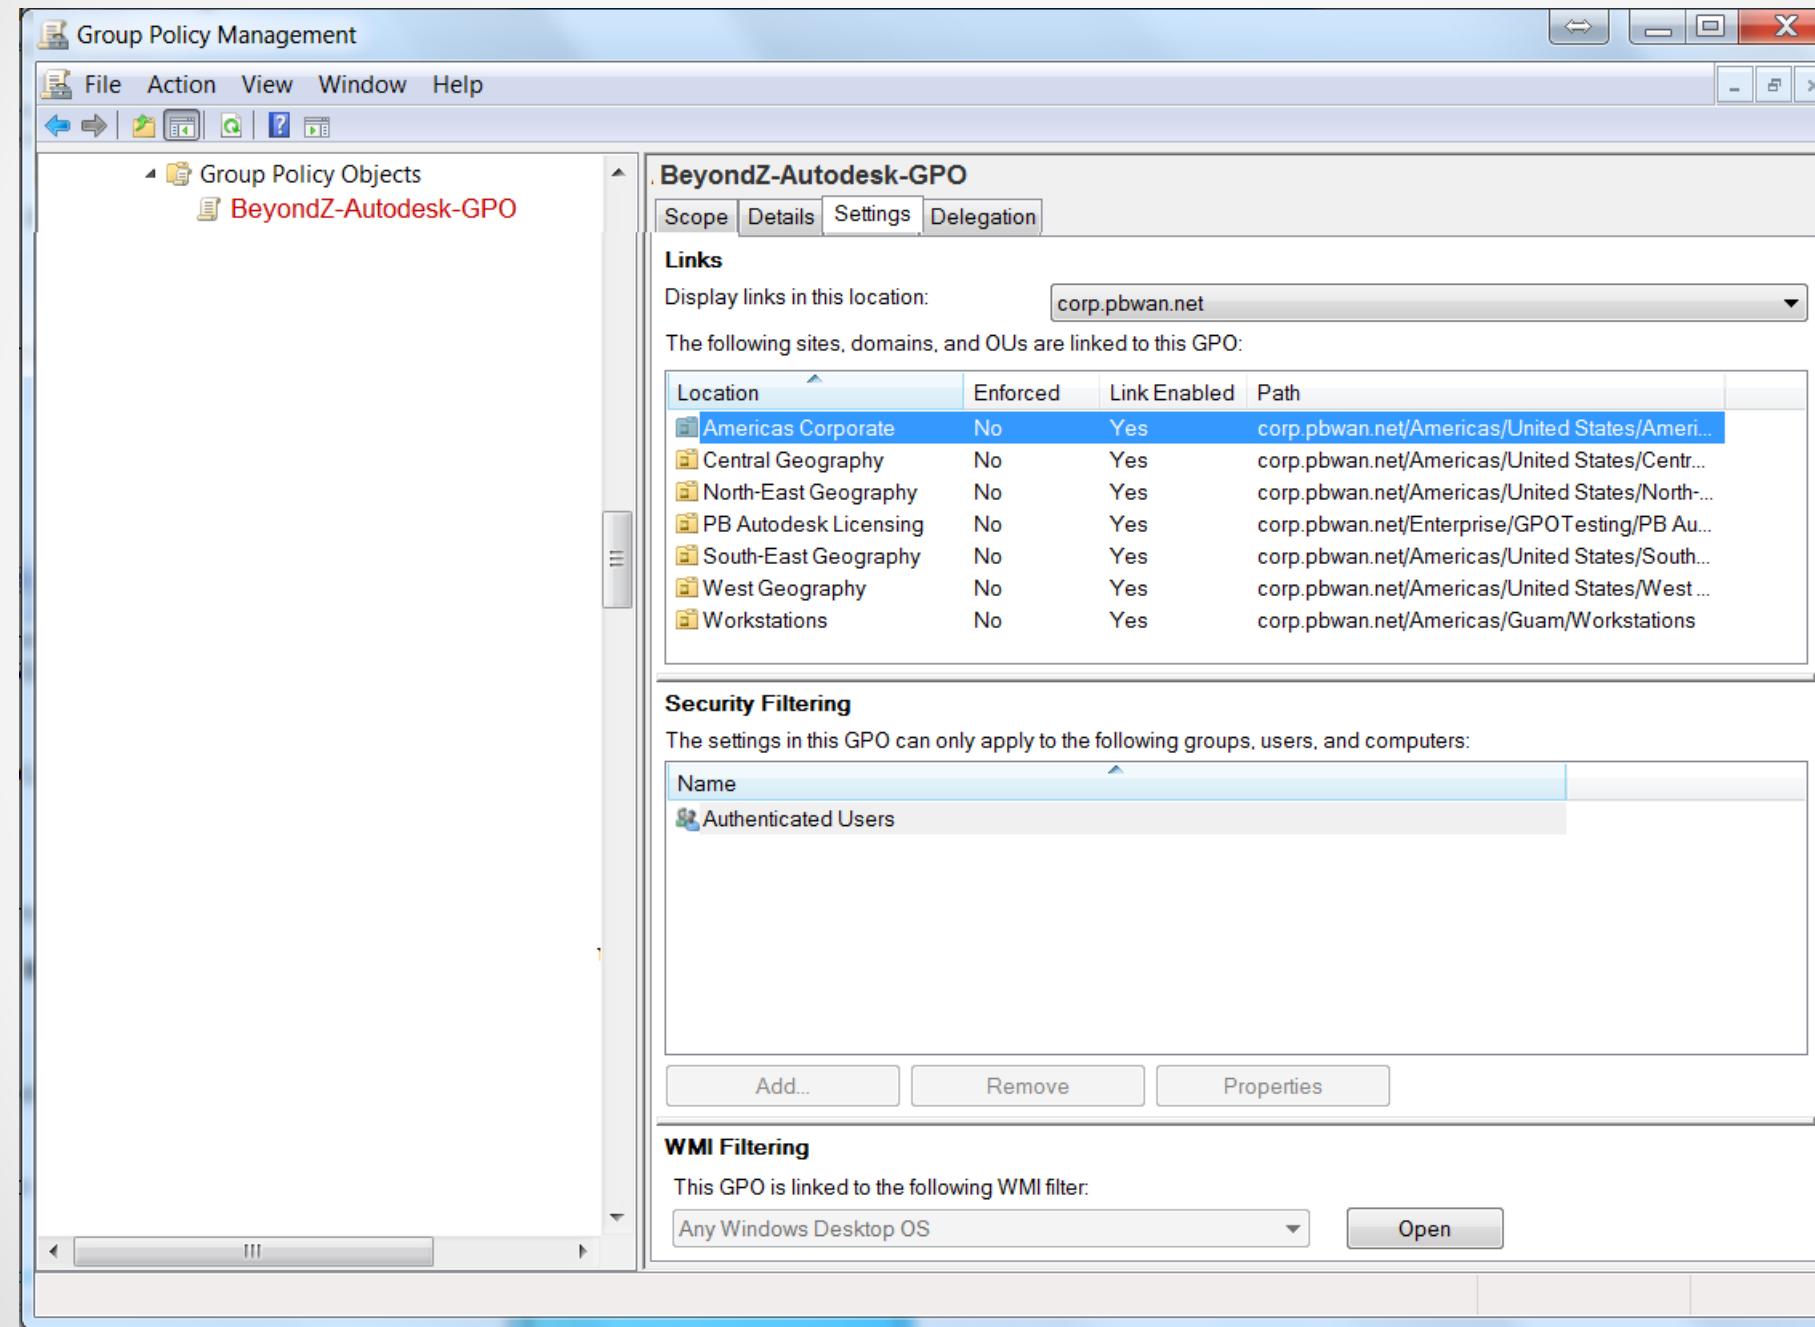 Group Policy Management
File Action View Window Help
Group Policy Objects
BeyondZ-Autodesk-GPO
BeyondZ-Autodesk-GPO
Scope Details Settings Delegation
Links
Display links in this location: corp.pbwan.net
The following sites, domains, and OUs are linked to this GPO:
Location Enforced Link Enabled Path
Americas Corporate No Yes corp.pbwan.net/Americas/United States/Ameri...
Central Geography No Yes corp.pbwan.net/Americas/United States/Centr...
North-East Geography No Yes corp.pbwan.net/Americas/United States/North-...
PB Autodesk Licensing No Yes corp.pbwan.net/Enterprise/GPOTesting/PB Au...
South-East Geography No Yes corp.pbwan.net/Americas/United States/South...
West Geography No Yes corp.pbwan.net/Americas/United States/West ...
Workstations No Yes corp.pbwan.net/Americas/Guam/Workstations
Security Filtering
The settings in this GPO can only apply to the following groups, users, and computers:
Name
Authenticated Users
Add... Remove Properties
WMI Filtering
This GPO is linked to the following WMI filter:
Any Windows Desktop OS Open